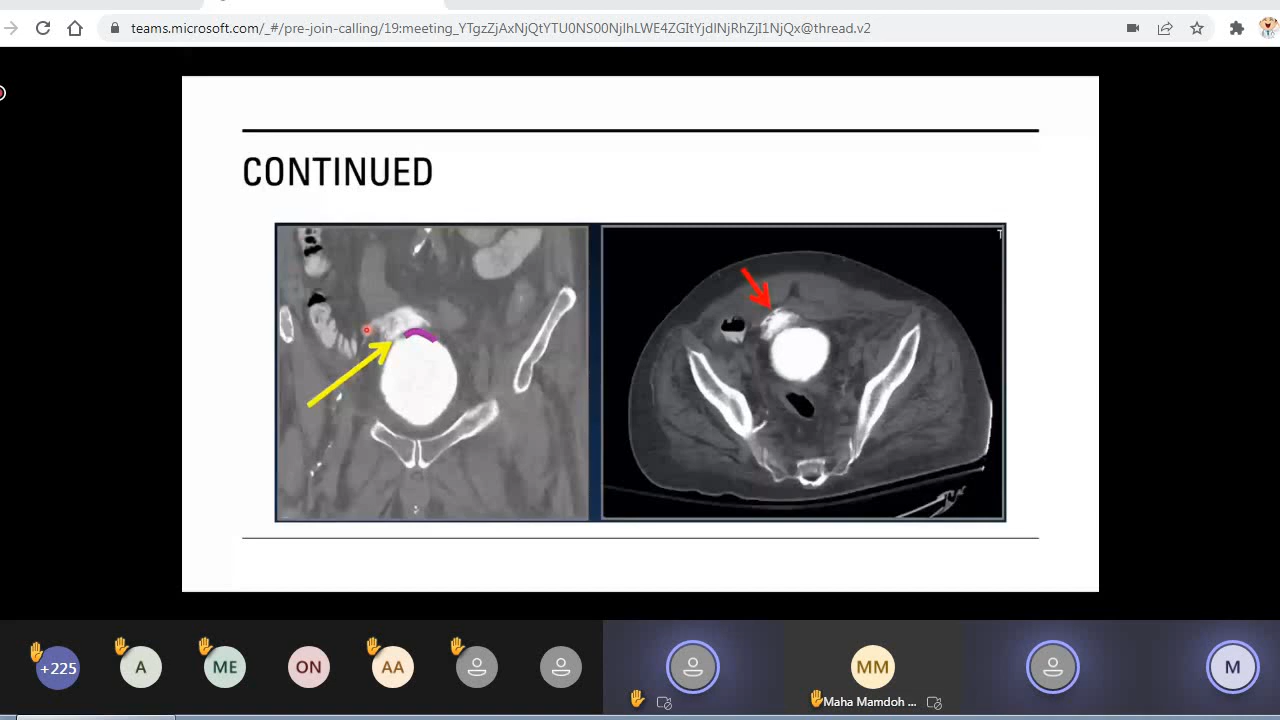 teams.microsoft.com/_#/pre-join-calling/19:meeting_YTgzZjAxNjQtYTU0NS00NjlhLWE4ZGItYjdlNjRhZjI1NjQx@thread.v2
CONTINUED
T
+225
A
ME
ON
AA
MM
M
Maha Mamdoh ...